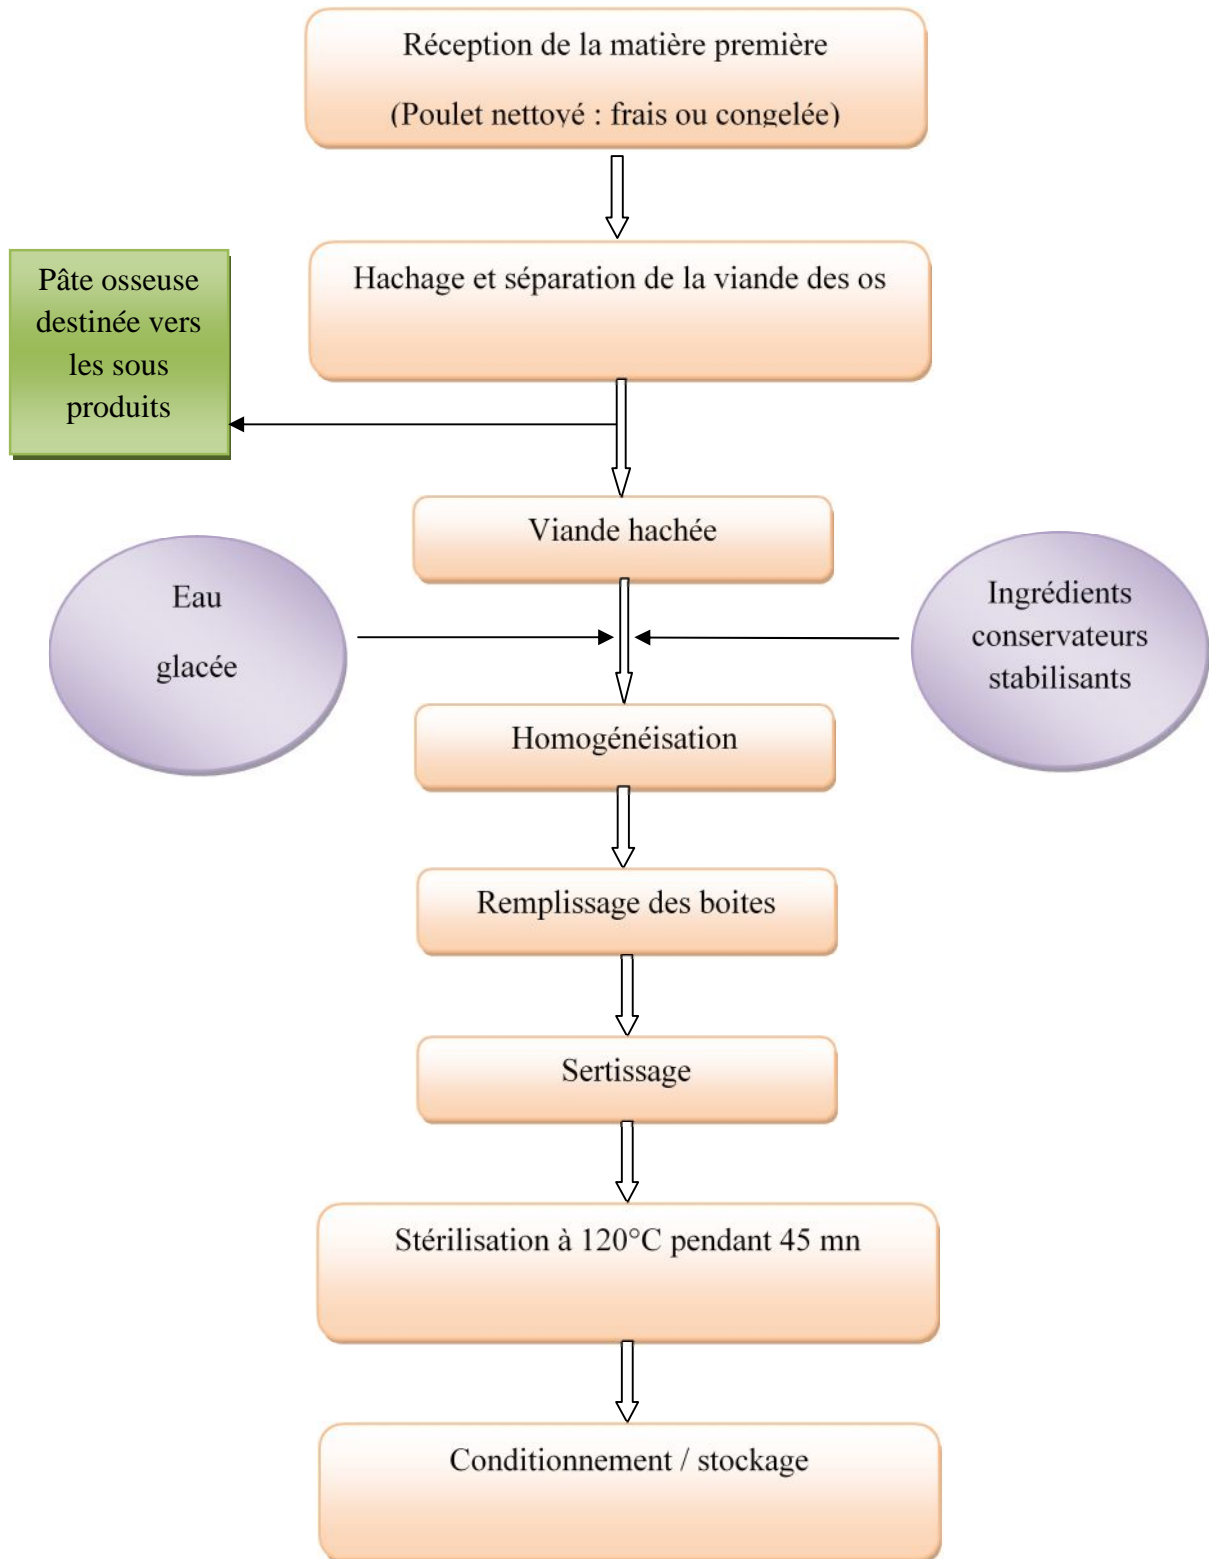 Réception de la matière première
(Poulet nettoyé : frais ou congelée)
Hachage et séparation de la viande des os
Pâte osseuse
destinée vers
les sous
produits
Viande hachée
Eau
glacée
Ingrédients
conservateurs
stabilisants
Homogénéisation
Remplissage des boites
Sertissage
Stérilisation à 120°C pendant 45 mn
Conditionnement / stockage